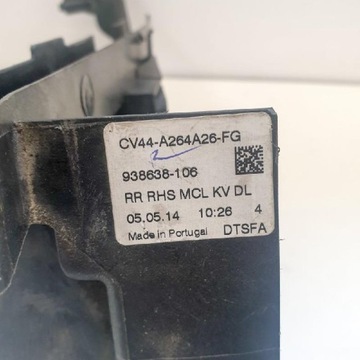 CV44-A264A26-FG
938638-106
RR RHS MCL KV DL
05.05.14 10:26 4
Made in Portugal DTSFA